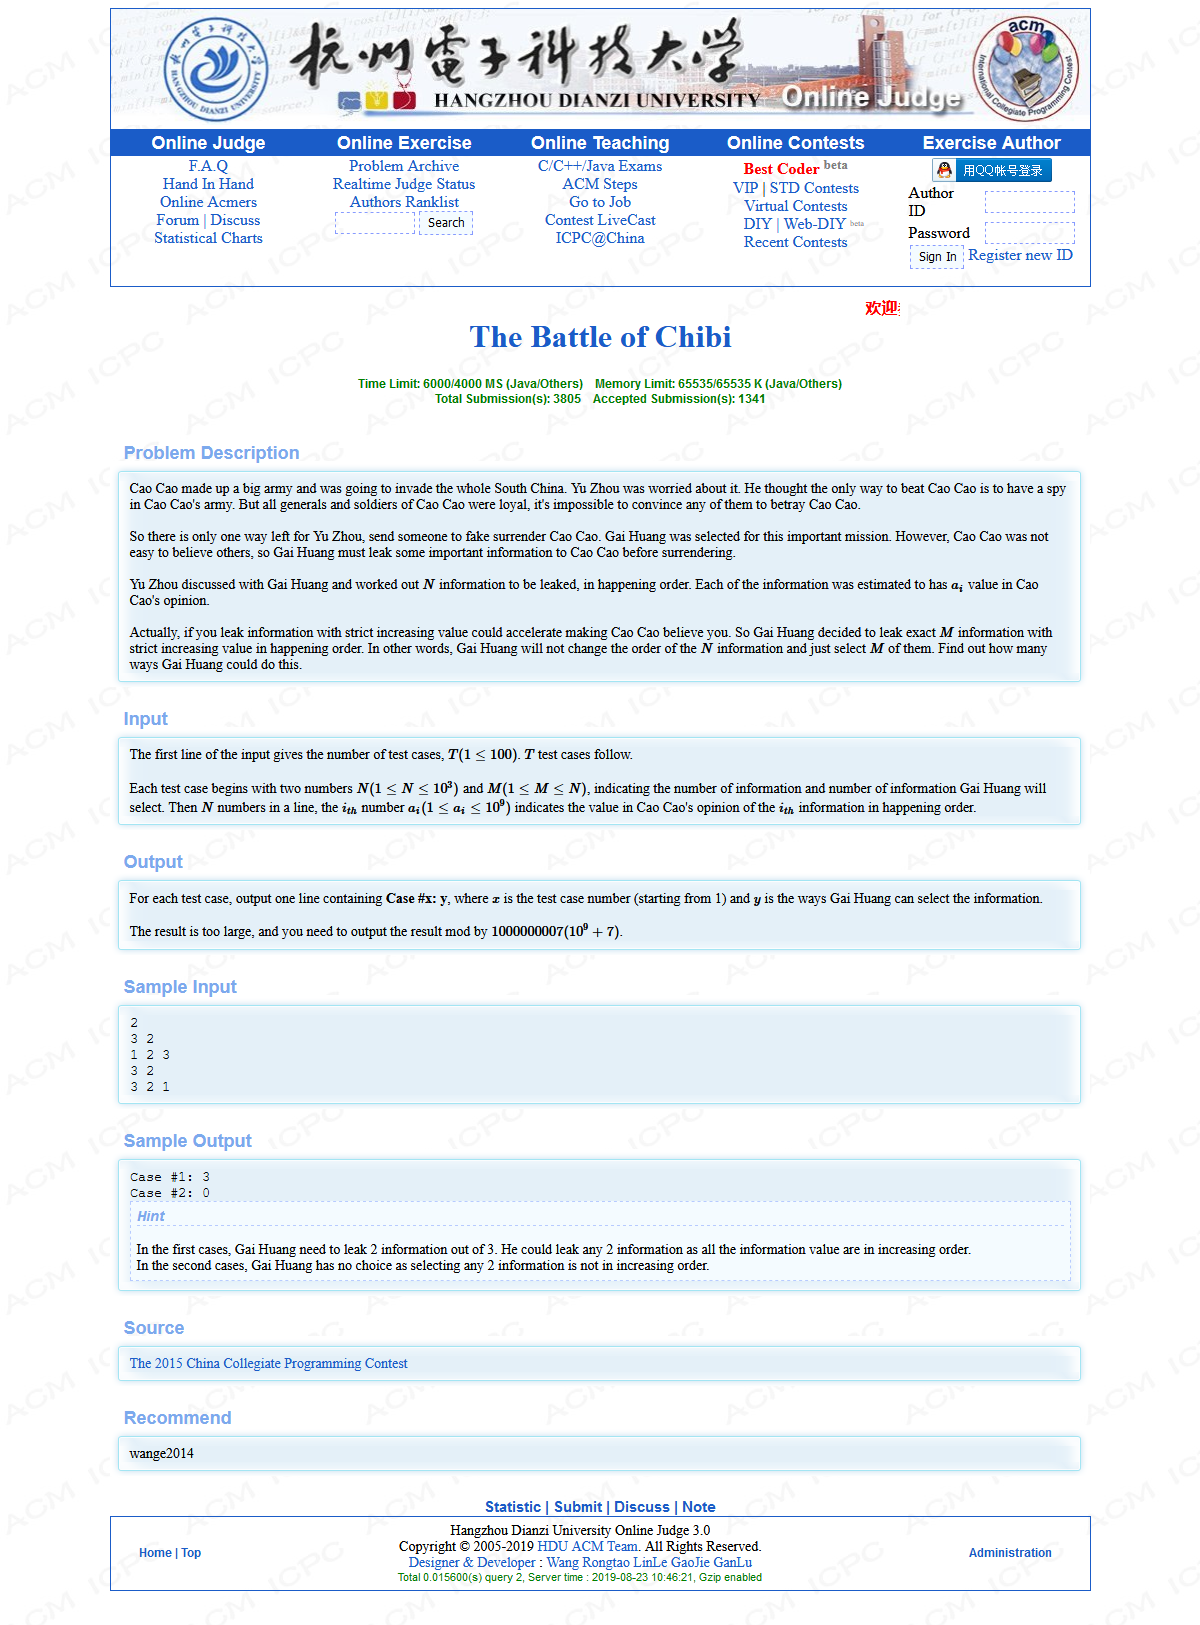 杭州電子科技大学
HANGZHOU DIANZI UNIVERSITY
Online Judge
acm
International Collegiate Programming Contest
Online Judge
Online Exercise
Online Teaching
Online Contests
Exercise Author
F.A.Q
Hand In Hand
Online Acmers
Forum | Discuss
Statistical Charts
Problem Archive
Realtime Judge Status
Authors Ranklist
Search
C/C++/Java Exams
ACM Steps
Go to Job
Contest LiveCast
ICPC@China
Best Coder beta
VIP | STD Contests
Virtual Contests
DIY | Web-DIY beta
Recent Contests
用QQ帐号登录
Author ID
Password
Sign In Register new ID
欢迎
The Battle of Chibi
Time Limit: 6000/4000 MS (Java/Others) Memory Limit: 65535/65535 K (Java/Others)
Total Submission(s): 3805 Accepted Submission(s): 1341
Problem Description
Cao Cao made up a big army and was going to invade the whole South China. Yu Zhou was worried about it. He thought the only way to beat Cao Cao is to have a spy
in Cao Cao's army. But all generals and soldiers of Cao Cao were loyal, it's impossible to convince any of them to betray Cao Cao.
So there is only one way left for Yu Zhou, send someone to fake surrender Cao Cao. Gai Huang was selected for this important mission. However, Cao Cao was not
easy to believe others, so Gai Huang must leak some important information to Cao Cao before surrendering.
Yu Zhou discussed with Gai Huang and worked out N information to be leaked, in happening order. Each of the information was estimated to has a_i value in Cao
Cao's opinion.
Actually, if you leak information with strict increasing value could accelerate making Cao Cao believe you. So Gai Huang decided to leak exact M information with
strict increasing value in happening order. In other words, Gai Huang will not change the order of the N information and just select M of them. Find out how many
ways Gai Huang could do this.
Input
The first line of the input gives the number of test cases, T(1 ≤ 100). T test cases follow.
Each test case begins with two numbers N(1 ≤ N ≤ 10³) and M(1 ≤ M ≤ N), indicating the number of information and number of information Gai Huang will
select. Then N numbers in a line, the i_th number a_i(1 ≤ a_i ≤ 10⁹) indicates the value in Cao Cao's opinion of the i_th information in happening order.
Output
For each test case, output one line containing Case #x: y, where x is the test case number (starting from 1) and y is the ways Gai Huang can select the information.
The result is too large, and you need to output the result mod by 1000000007(10⁹ + 7).
Sample Input
2
3 2
1 2 3
3 2
3 2 1
Sample Output
Case #1: 3
Case #2: 0
Hint
In the first cases, Gai Huang need to leak 2 information out of 3. He could leak any 2 information as all the information value are in increasing order.
In the second cases, Gai Huang has no choice as selecting any 2 information is not in increasing order.
Source
The 2015 China Collegiate Programming Contest
Recommend
wange2014
Statistic | Submit | Discuss | Note
Home | Top
Hangzhou Dianzi University Online Judge 3.0
Copyright © 2005-2019 HDU ACM Team. All Rights Reserved.
Designer & Developer : Wang Rongtao LinLe GaoJie GanLu
Total 0.015600(s) query 2, Server time : 2019-08-23 10:46:21, Gzip enabled
Administration